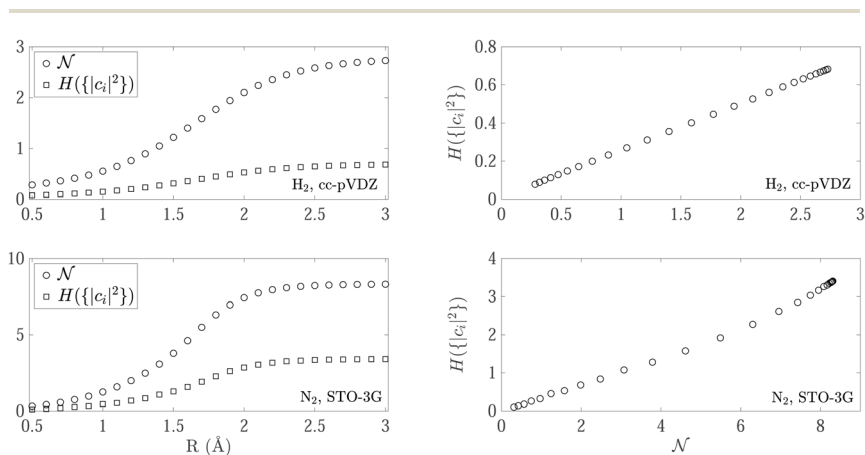 3
2
1
0
𝒩
H({|c_i|^2})
H₂, cc-pVDZ
0.5 1 1.5 2 2.5 3
0.8
0.6
0.4
0.2
0
H({|c_i|^2})
H₂, cc-pVDZ
0 0.5 1 1.5 2 2.5 3
10
5
0
𝒩
H({|c_i|^2})
N₂, STO-3G
0.5 1 1.5 2 2.5 3
R (Å)
4
3
2
1
0
H({|c_i|^2})
N₂, STO-3G
0 2 4 6 8
𝒩